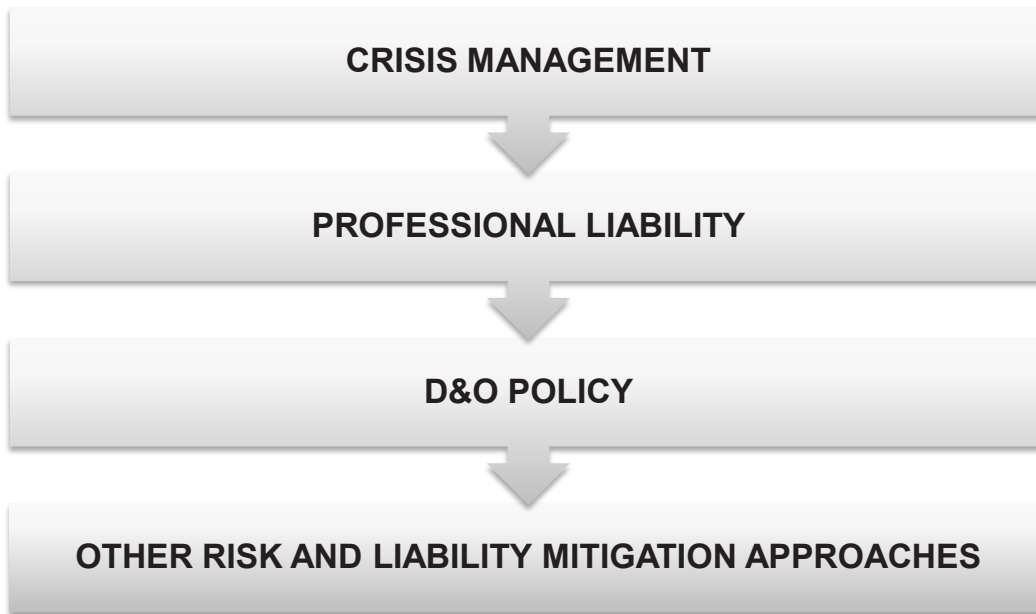 CRISIS MANAGEMENT
PROFESSIONAL LIABILITY
D&O POLICY
OTHER RISK AND LIABILITY MITIGATION APPROACHES